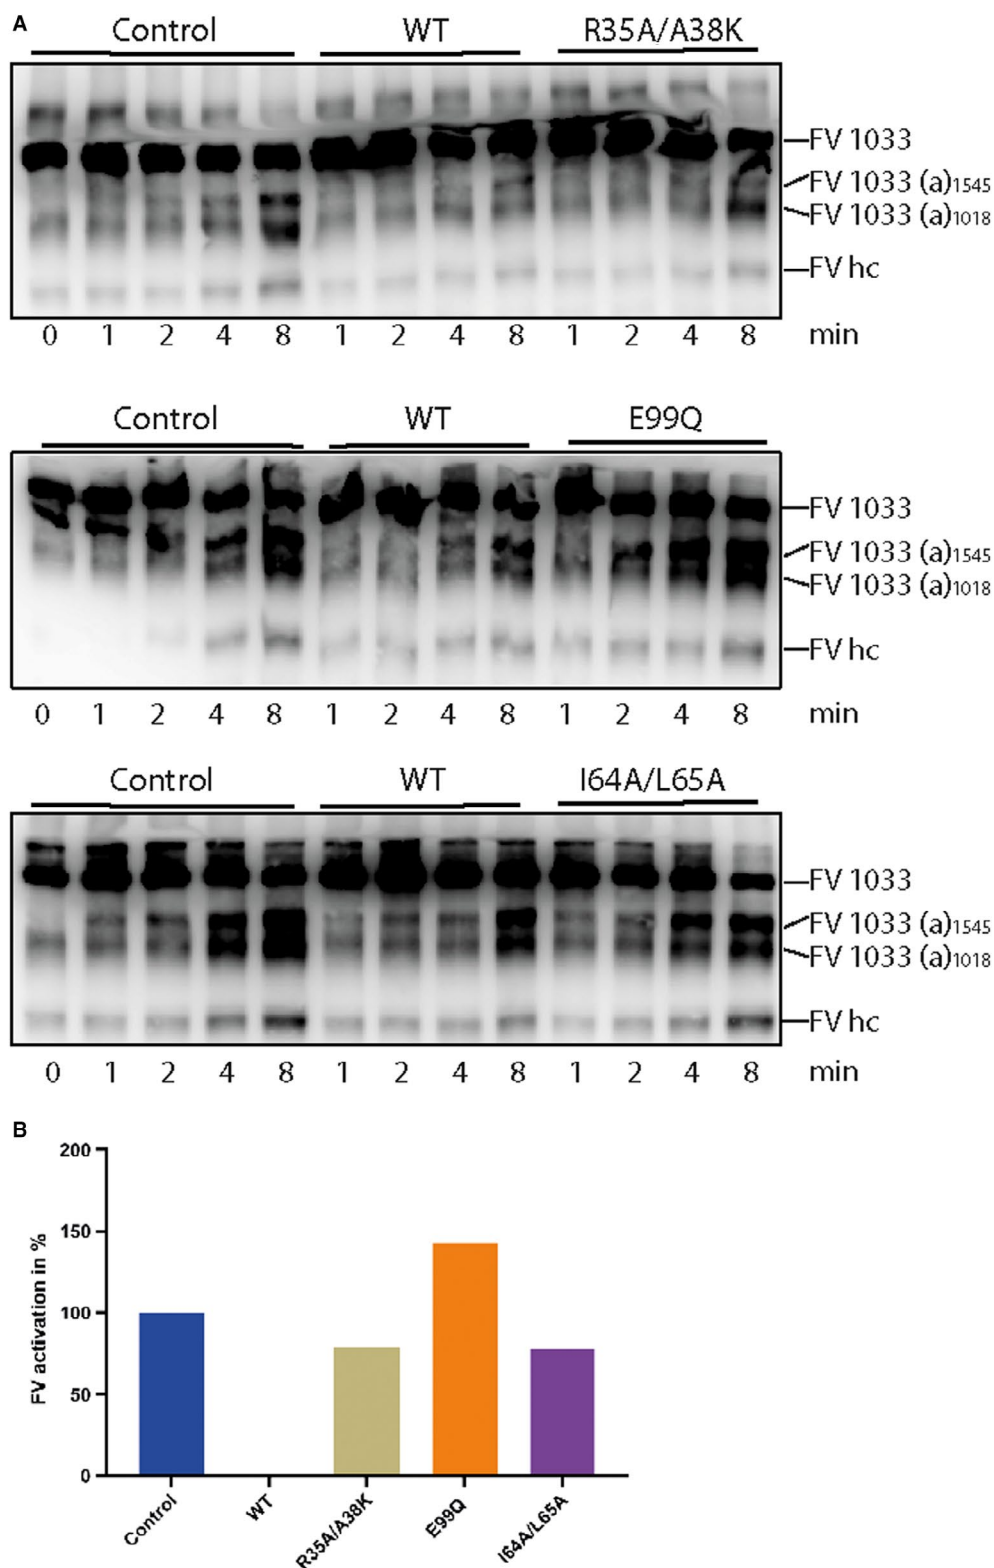 A
Control WT R35A/A38K
FV 1033
FV 1033 (a)1545
FV 1033 (a)1018
FV hc
0 1 2 4 8 1 2 4 8 1 2 4 8 min
Control WT E99Q
FV 1033
FV 1033 (a)1545
FV 1033 (a)1018
FV hc
0 1 2 4 8 1 2 4 8 1 2 4 8 min
Control WT I64A/L65A
FV 1033
FV 1033 (a)1545
FV 1033 (a)1018
FV hc
0 1 2 4 8 1 2 4 8 1 2 4 8 min
B
200
150
100
50
0
FV activation in %
Control WT R35A/A38K E99Q I64A/L65A